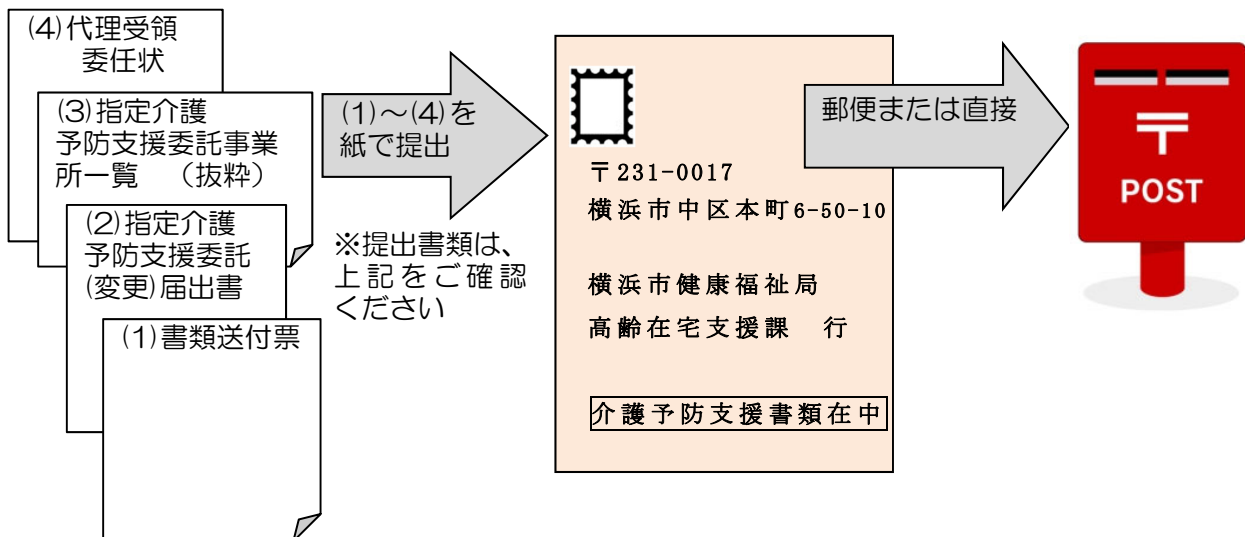 (4)代理受領
委任状
(3)指定介護
予防支援委託事業
所一覧　（抜粋）
(2)指定介護
予防支援委託
(変更)届出書
(1)書類送付票
(1)～(4)を
紙で提出
※提出書類は、
上記をご確認
ください
〒231-0017
横浜市中区本町6-50-10
横浜市健康福祉局
高齢在宅支援課　行
介護予防支援書類在中
郵便または直接
〒
POST